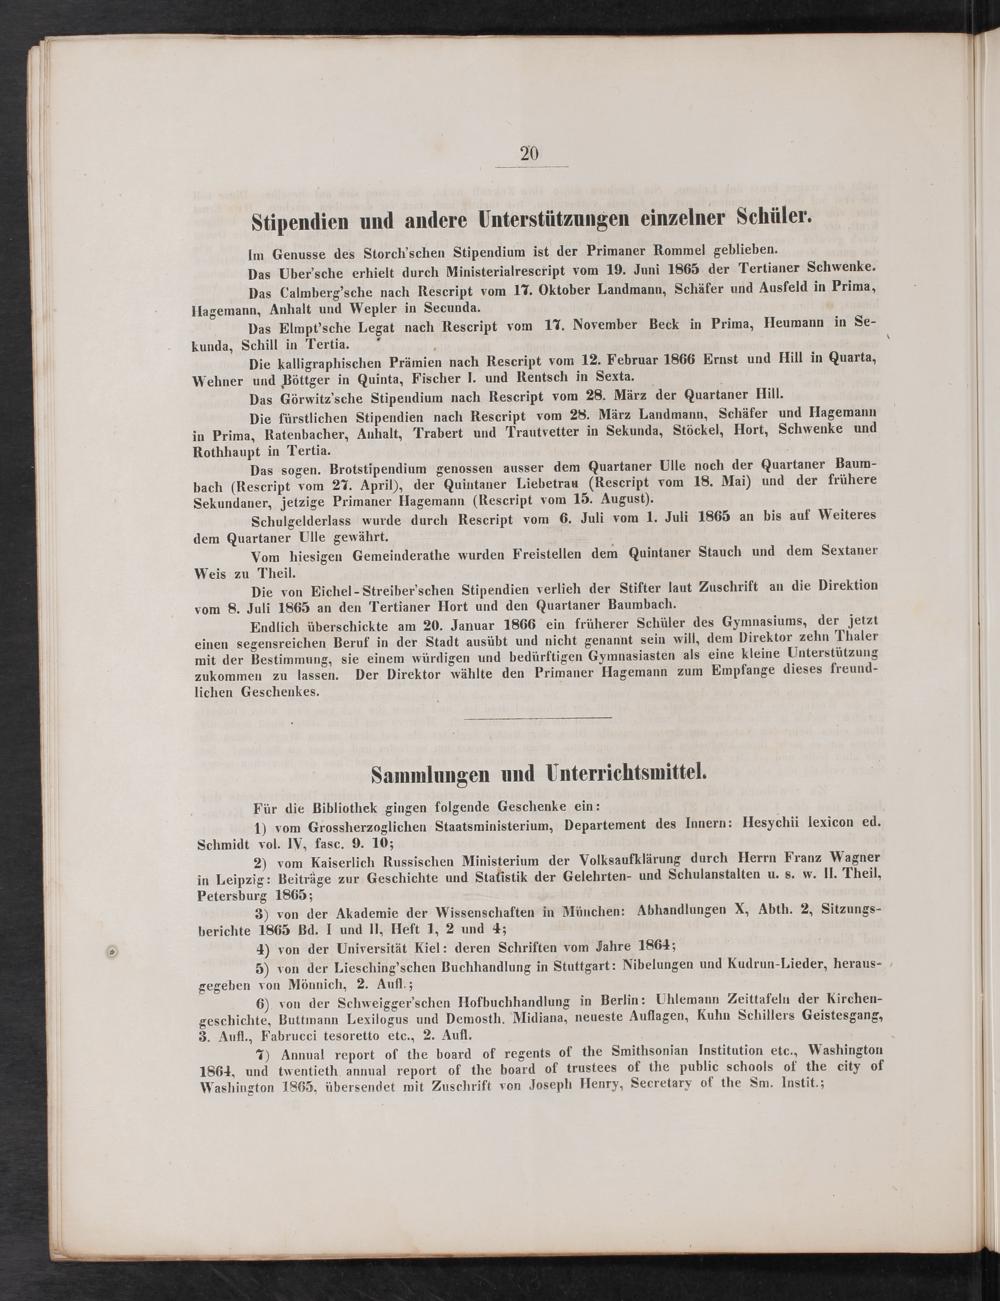 20
Stipendien und andere Unterstützungen einzelner Schüler.
Im Genusse des Storch'schen Stipendium ist der Primaner Rommel geblieben.
Das Uber'sche erhielt durch Ministerialrescript vom 19. Juni 1865 der Tertianer Schwenke.
Das Calmberg'sche nach Rescript vom 17. Oktober Landmann, Schäfer und Ausfeld in Prima,
Hagemann, Anhalt und Wepler in Secunda.
Das Elmpt'sche Legat nach Rescript vom 17. November Beck in Prima, Heumann in Se-
kunda, Schill in Tertia.
Die kalligraphischen Prämien nach Rescript vom 12. Februar 1866 Ernst und Hill in Quarta,
Wehner und Böttger in Quinta, Fischer I. und Rentsch in Sexta.
Das Görwitz'sche Stipendium nach Rescript vom 28. März der Quartaner Hill.
Die fürstlichen Stipendien nach Rescript vom 28. März Landmann, Schäfer und Hagemann
in Prima, Ratenbacher, Anhalt, Trabert und Trautvetter in Sekunda, Stöckel, Hort, Schwenke und
Rothhaupt in Tertia.
Das sogen. Brotstipendium genossen ausser dem Quartaner Ulle noch der Quartaner Baum-
bach (Rescript vom 27. April), der Quintaner Liebetrau (Rescript vom 18. Mai) und der frühere
Sekundaner, jetzige Primaner Hagemann (Rescript vom 15. August).
Schulgelderlass wurde durch Rescript vom 6. Juli vom 1. Juli 1865 an bis auf Weiteres
dem Quartaner Ulle gewährt.
Vom hiesigen Gemeinderathe wurden Freistellen dem Quintaner Stauch und dem Sextaner
Weis zu Theil.
Die von Eichel-Streiber'schen Stipendien verlich der Stifter laut Zuschrift an die Direktion
vom 8. Juli 1865 an den Tertianer Hort und den Quartaner Baumbach.
Endlich überschickte am 20. Januar 1866 ein früherer Schüler des Gymnasiums, der jetzt
einen segensreichen Beruf in der Stadt ausübt und nicht genannt sein will, dem Direktor zehn Thaler
mit der Bestimmung, sie einem würdigen und bedürftigen Gymnasiasten als eine kleine Unterstützung
zukommen zu lassen. Der Direktor wählte den Primaner Hagemann zum Empfange dieses freund-
lichen Geschenkes.
Sammlungen und Unterrichtsmittel.
Für die Bibliothek gingen folgende Geschenke ein:
1) vom Grossherzoglichen Staatsministerium, Departement des Innern: Hesychii lexicon ed.
Schmidt vol. IV, fasc. 9. 10;
2) vom Kaiserlich Russischen Ministerium der Volksaufklärung durch Herrn Franz Wagner
in Leipzig: Beiträge zur Geschichte und Statistik der Gelehrten- und Schulanstalten u. s. w. II. Theil,
Petersburg 1865;
3) von der Akademie der Wissenschaften in München: Abhandlungen X, Abth. 2, Sitzungs-
berichte 1865 Bd. I und II, Heft 1, 2 und 4;
4) von der Universität Kiel: deren Schriften vom Jahre 1864;
5) von der Liesching'schen Buchhandlung in Stuttgart: Nibelungen und Kudrun-Lieder, heraus-
gegeben von Mönnich, 2. Aufl.;
6) von der Schweigger'schen Hofbuchhandlung in Berlin: Uhlemann Zeittafeln der Kirchen-
geschichte, Buttmann Lexilogus und Demosth. Midiana, neueste Auflagen, Kuhn Schillers Geistesgang,
3. Aufl., Fabrucci tesoretto etc., 2. Aufl.
7) Annual report of the board of regents of the Smithsonian Institution etc., Washington
1864, und twentieth annual report of the board of trustees of the public schools of the city of
Washington 1865, übersendet mit Zuschrift von Joseph Henry, Secretary of the Sm. Instit.;